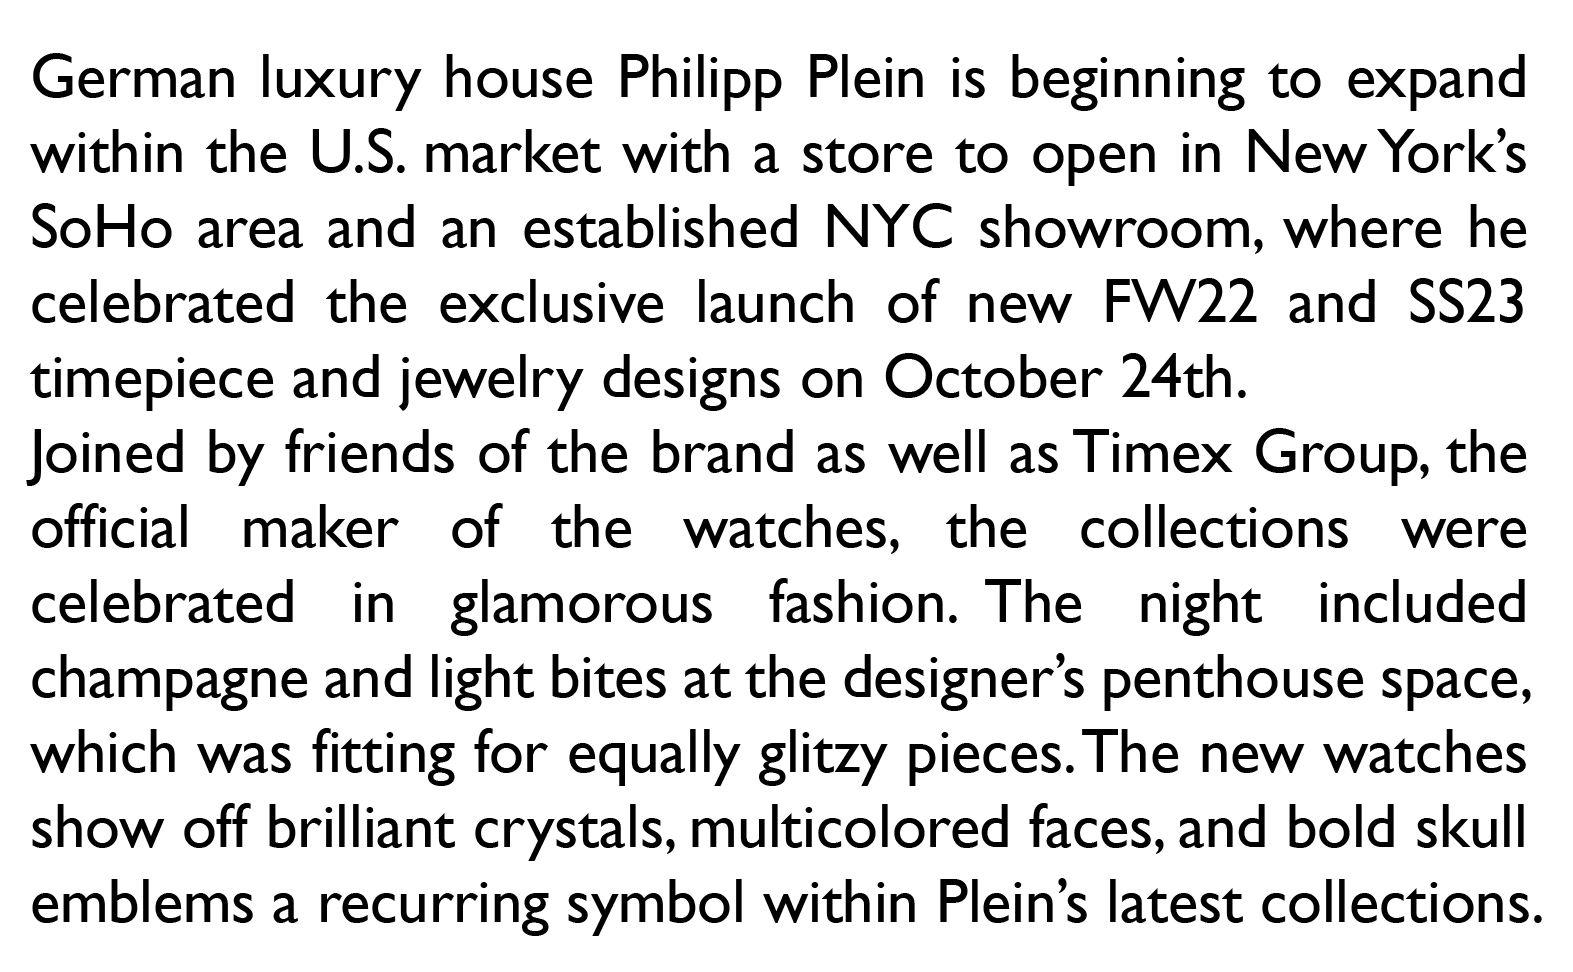 German luxury house Philipp Plein is beginning to expand
within the U.S. market with a store to open in New York’s
SoHo area and an established NYC showroom, where he
celebrated the exclusive launch of new FW22 and SS23
timepiece and jewelry designs on October 24th.
Joined by friends of the brand as well as Timex Group, the
official maker of the watches, the collections were
celebrated in glamorous fashion. The night included
champagne and light bites at the designer’s penthouse space,
which was fitting for equally glitzy pieces. The new watches
show off brilliant crystals, multicolored faces, and bold skull
emblems a recurring symbol within Plein’s latest collections.